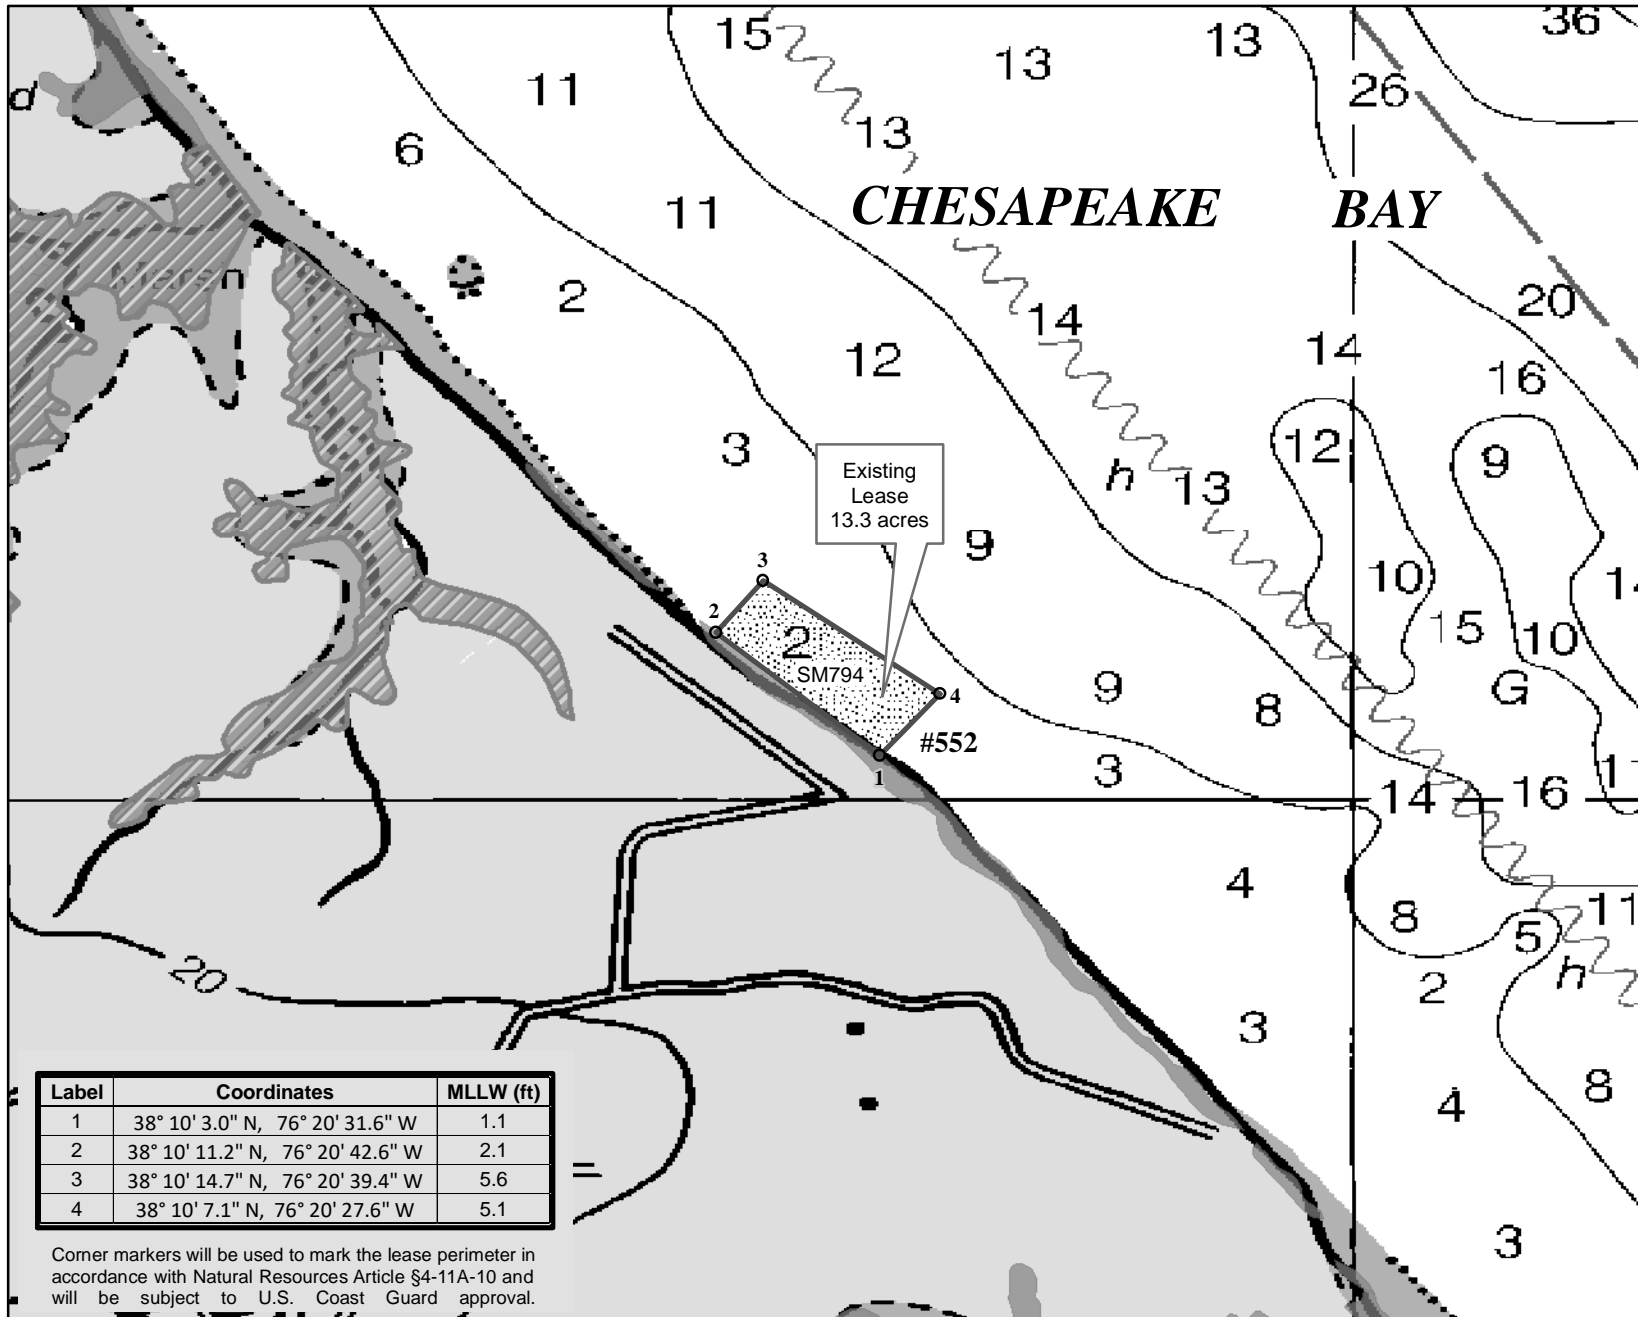 15
13
13
36
11
26
d
6
13
11
CHESAPEAKE BAY
Marsh
2
20
14
14
12
16
3
Existing
Lease
13.3 acres
12
9
h
13
9
3
10
14
2
2
15
10
SM794
9
G
4
8
#552
3
1
11
14
16
4
8
11
5
20
h
2
3
8
4
3
Label Coordinates MLLW (ft)
1 38° 10' 3.0" N, 76° 20' 31.6" W 1.1
2 38° 10' 11.2" N, 76° 20' 42.6" W 2.1
3 38° 10' 14.7" N, 76° 20' 39.4" W 5.6
4 38° 10' 7.1" N, 76° 20' 27.6" W 5.1
Corner markers will be used to mark the lease perimeter in
accordance with Natural Resources Article §4-11A-10 and
will be subject to U.S. Coast Guard approval.